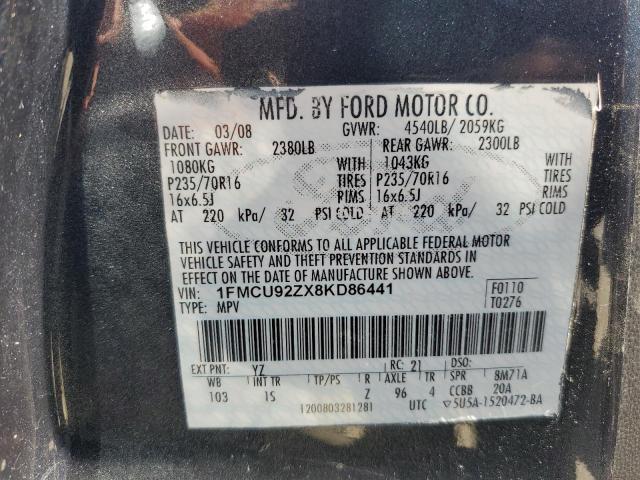 MFD. BY FORD MOTOR CO.
DATE: 03/08 GVWR: 4540LB/ 2059KG
FRONT GAWR: 2380LB REAR GAWR: 2300LB
1080KG WITH 1043KG WITH
P235/70R16 TIRES P235/70R16 TIRES
16x6.5J RIMS 16x6.5J RIMS
AT 220 kPa/ 32 PSI COLD AT 220 kPa/ 32 PSI COLD
THIS VEHICLE CONFORMS TO ALL APPLICABLE FEDERAL MOTOR
VEHICLE SAFETY AND THEFT PREVENTION STANDARDS IN
EFFECT ON THE DATE OF MANUFACTURE SHOWN ABOVE.
VIN: 1FMCU92ZX8KD86441 F0110
TYPE: MPV T0276
EXT PNT: YZ RC: 21 DSO:
WB INT TR TP/PS R AXLE TR SPR 8M71A
103 1S Z 96 4 CCBB 20A
1200803281281 UTC ▽5U5A-1520472-BA